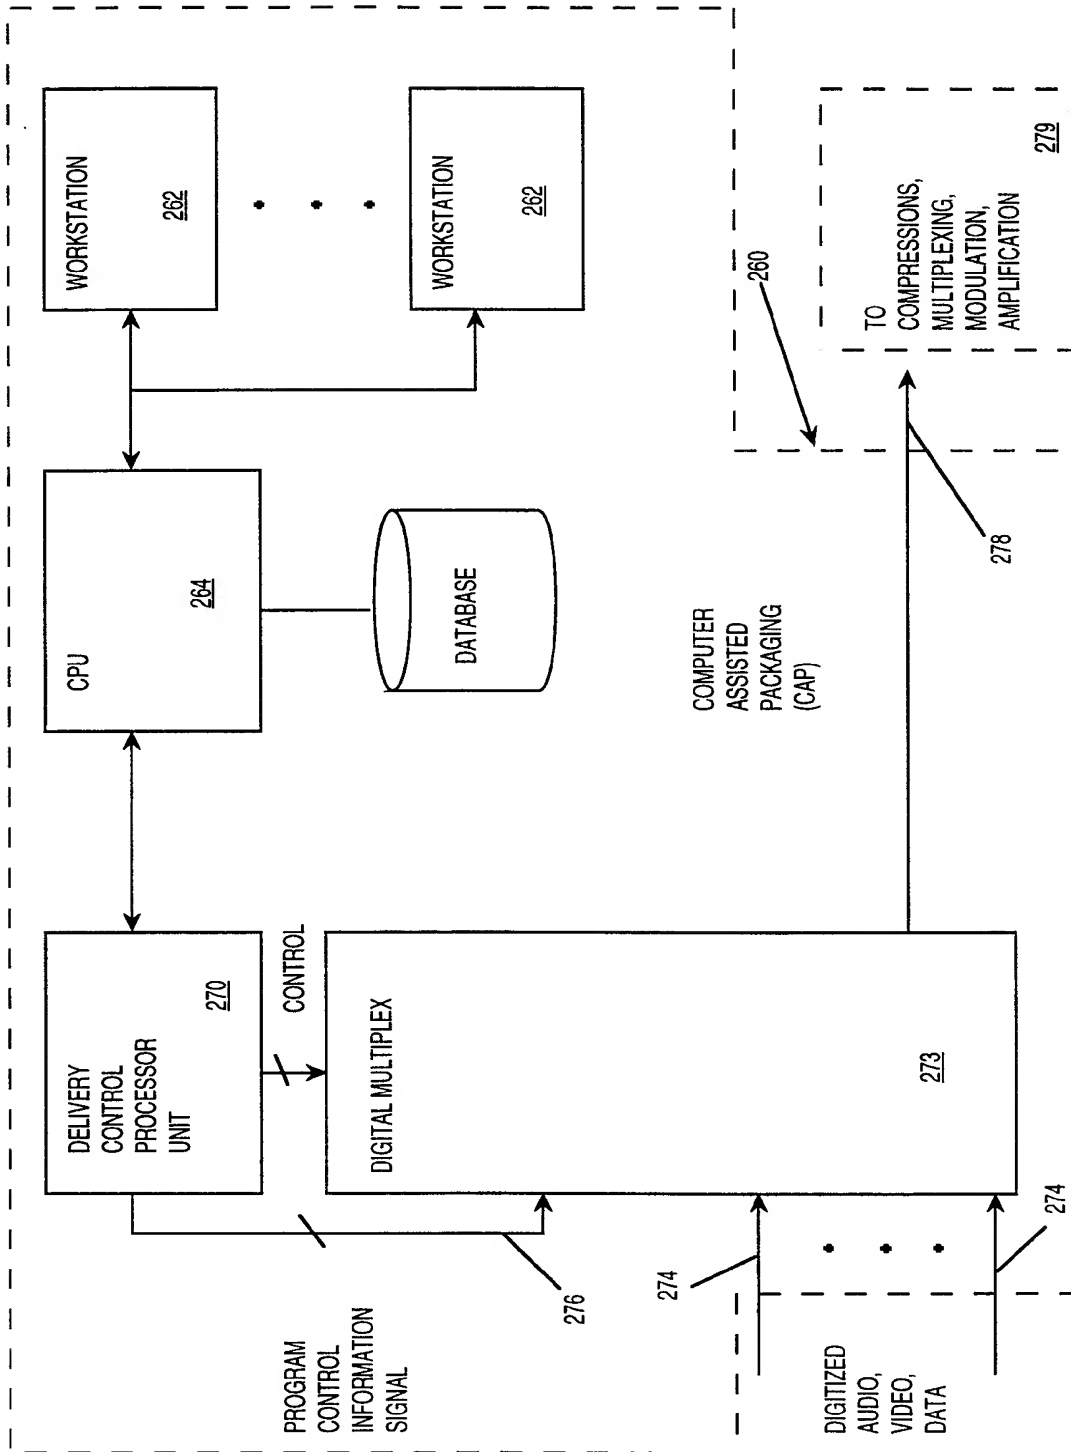 PROGRAM
CONTROL
INFORMATION
SIGNAL
276
DELIVERY
CONTROL
PROCESSOR
UNIT
270
CONTROL
CPU
264
DATABASE
WORKSTATION
262
WORKSTATION
262
DIGITAL MULTIPLEX
273
DIGITIZED
AUDIO,
VIDEO,
DATA
274
274
COMPUTER
ASSISTED
PACKAGING
(CAP)
260
278
TO
COMPRESSIONS,
MULTIPLEXING,
MODULATION,
AMPLIFICATION
279